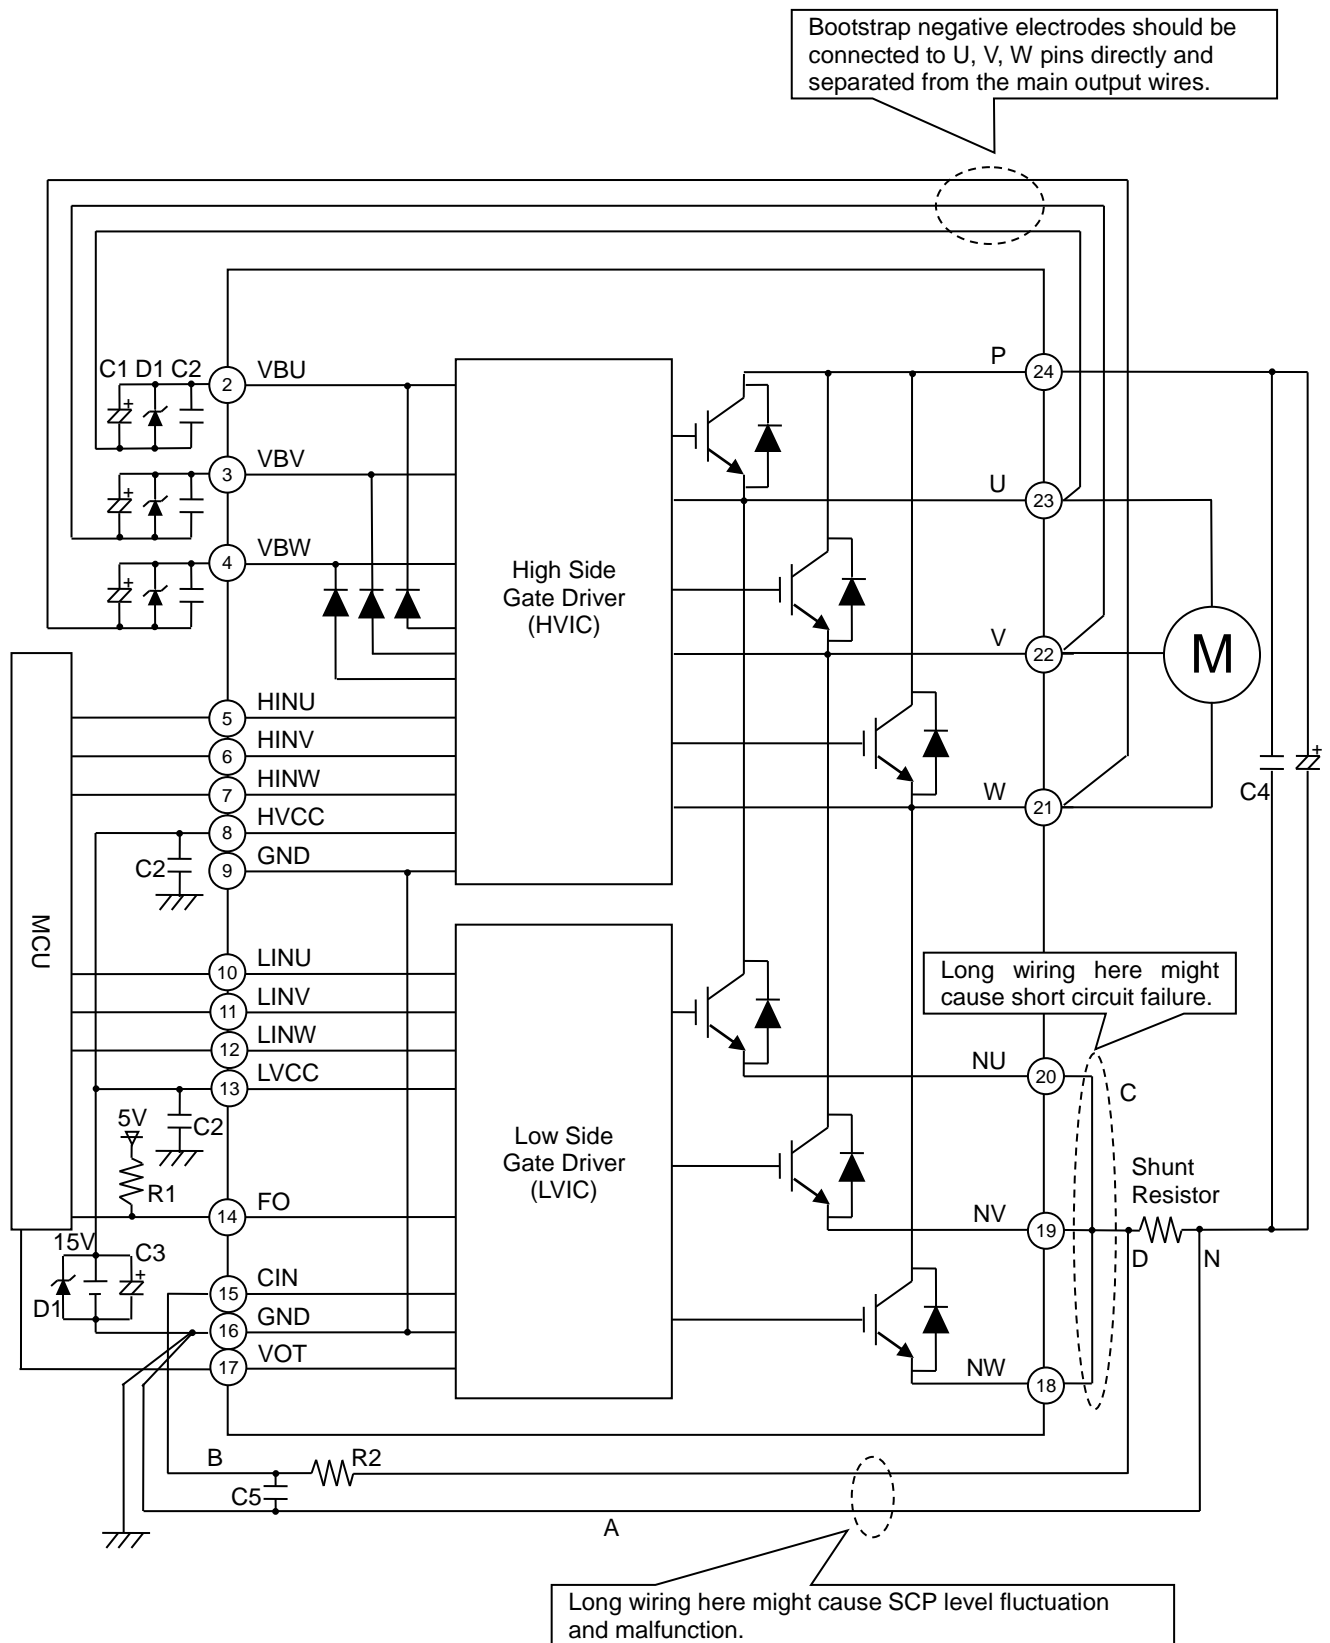 Bootstrap negative electrodes should be
connected to U, V, W pins directly and
separated from the main output wires.
C1 D1 C2
2
VBU
P
24
3
VBV
U
23
4
VBW
High Side
Gate Driver
(HVIC)
V
22
M
5
HINU
6
HINV
7
HINW
W
21
C4
8
HVCC
C2
9
GND
MCU
10
LINU
11
LINV
12
LINW
13
LVCC
Long wiring here might
cause short circuit failure.
NU
20
C
5V
C2
R1
Low Side
Gate Driver
(LVIC)
Shunt
Resistor
14
FO
NV
19
D
N
15V
C3
D1
15
CIN
16
GND
17
VOT
NW
18
B
R2
C5
A
Long wiring here might cause SCP level fluctuation
and malfunction.